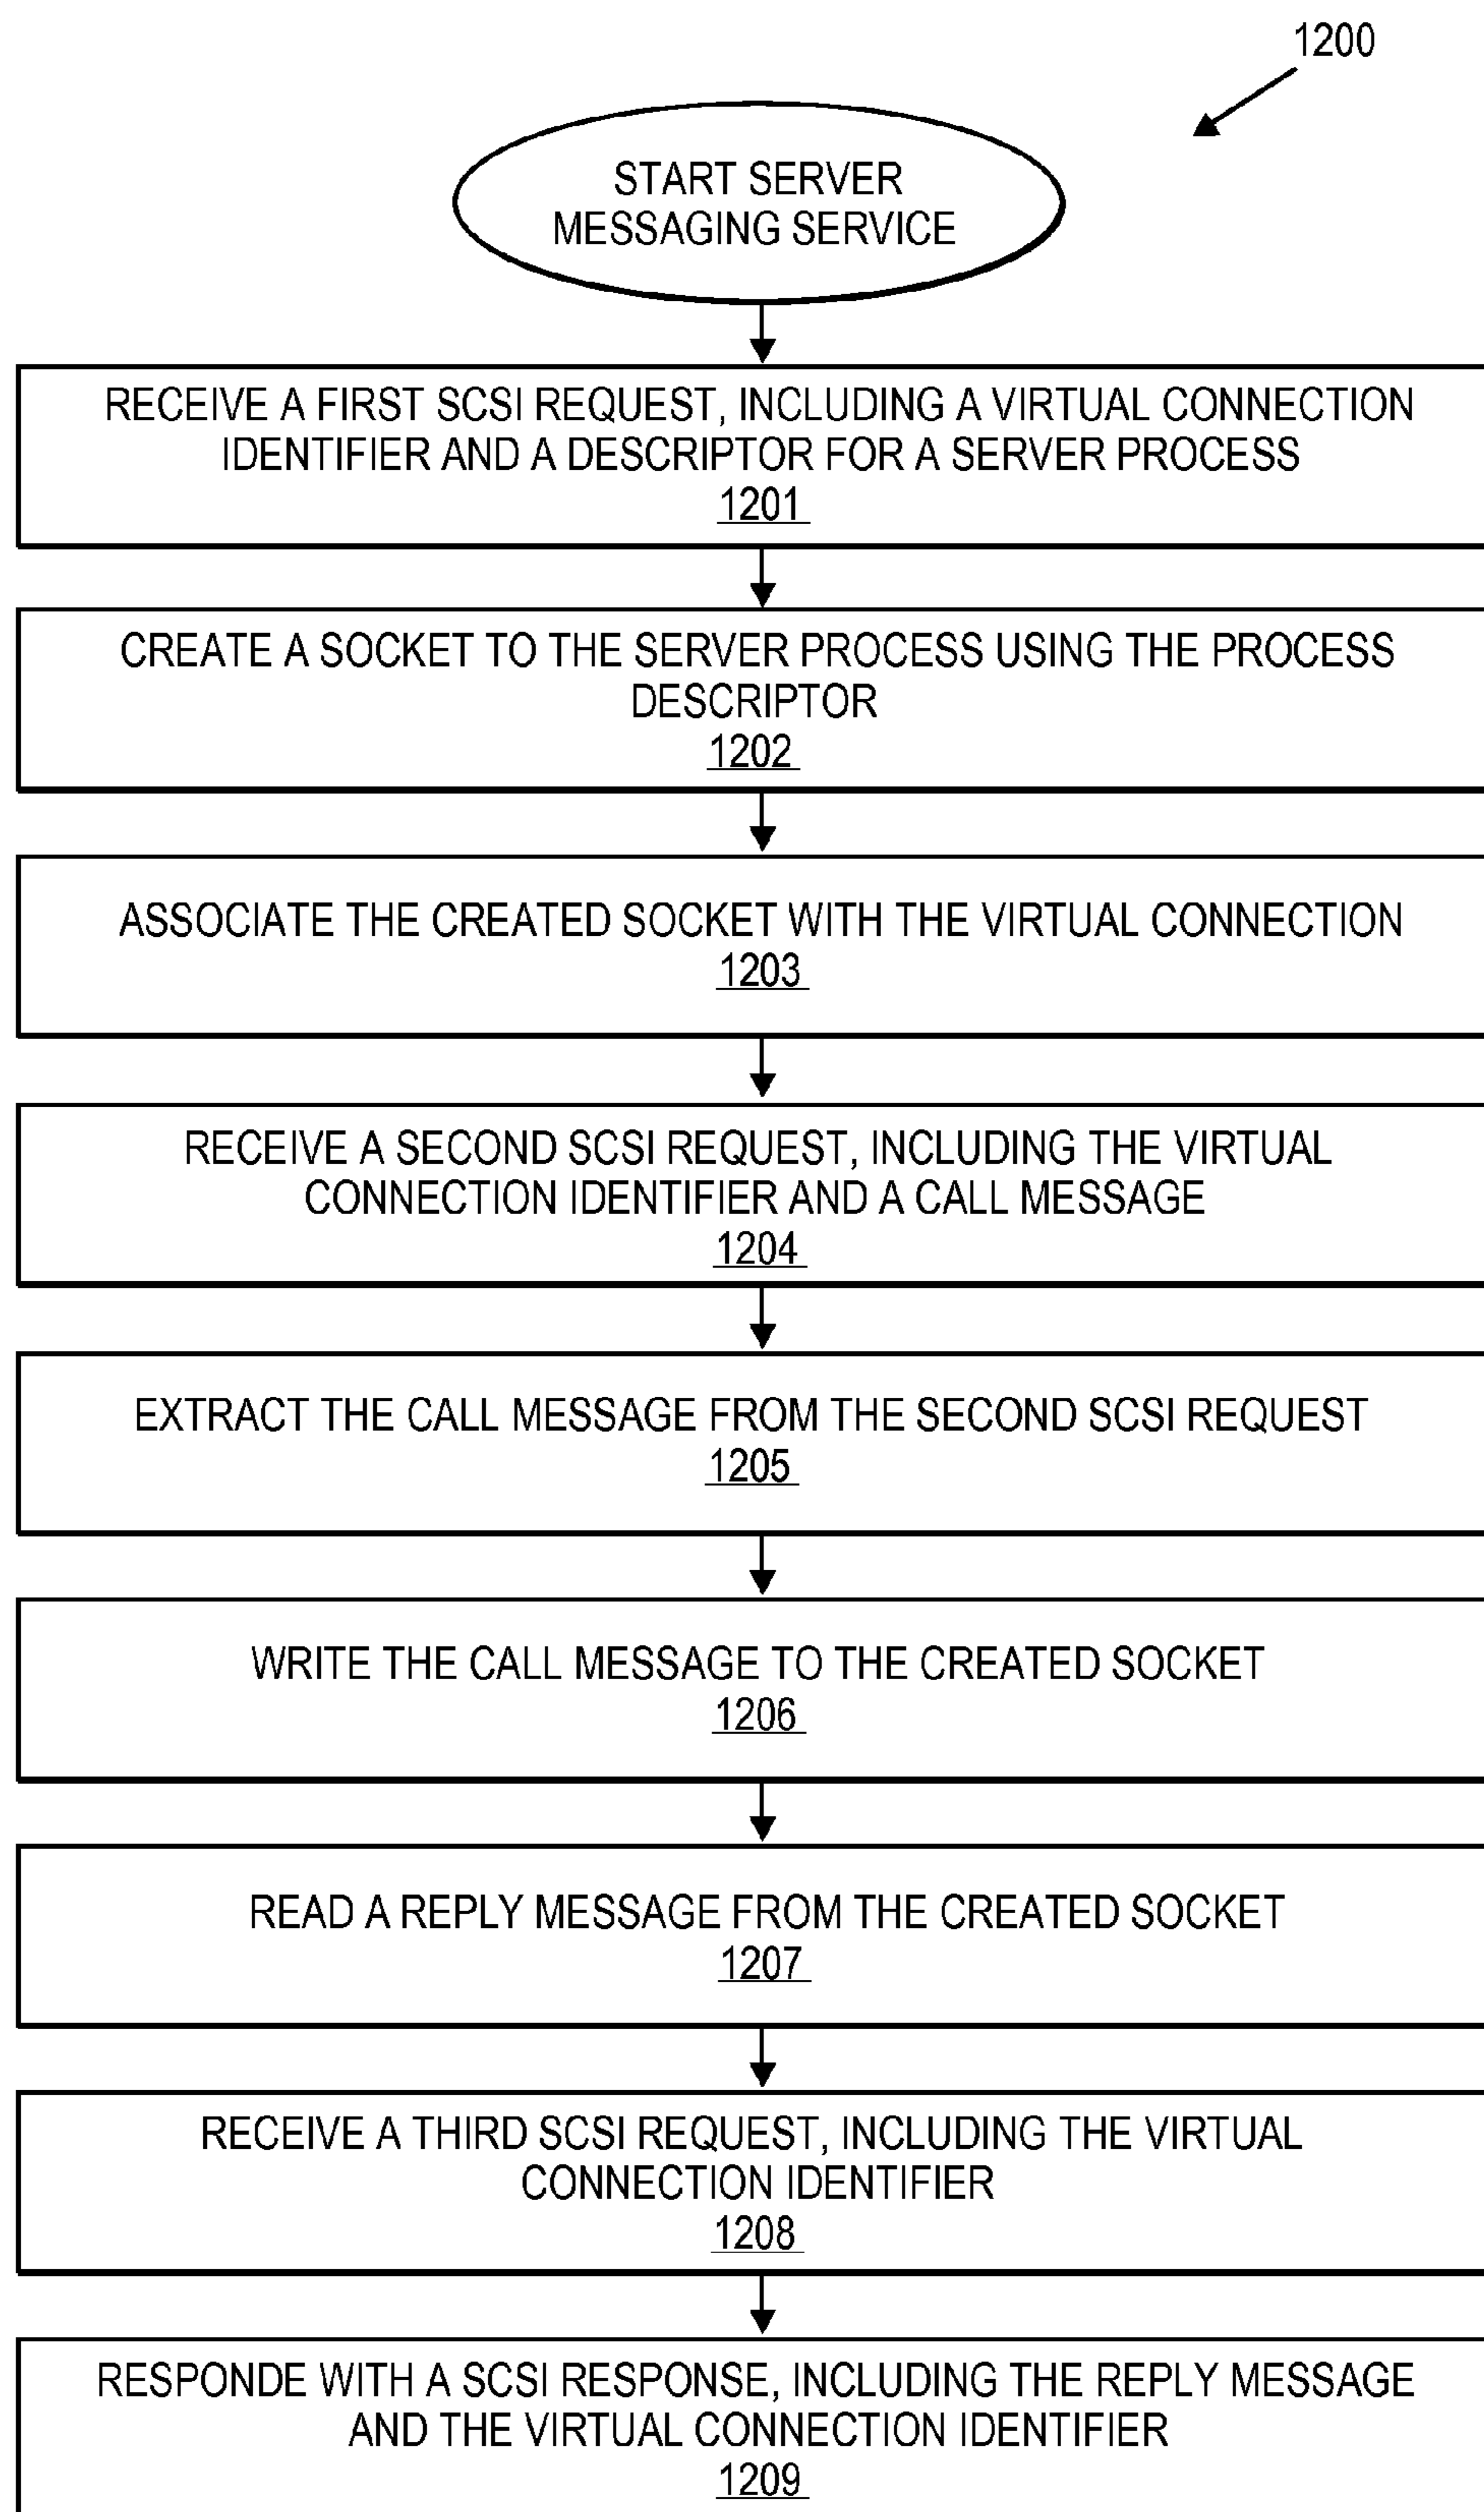 1200
START SERVER
MESSAGING SERVICE
RECEIVE A FIRST SCSI REQUEST, INCLUDING A VIRTUAL CONNECTION
IDENTIFIER AND A DESCRIPTOR FOR A SERVER PROCESS
1201
CREATE A SOCKET TO THE SERVER PROCESS USING THE PROCESS
DESCRIPTOR
1202
ASSOCIATE THE CREATED SOCKET WITH THE VIRTUAL CONNECTION
1203
RECEIVE A SECOND SCSI REQUEST, INCLUDING THE VIRTUAL
CONNECTION IDENTIFIER AND A CALL MESSAGE
1204
EXTRACT THE CALL MESSAGE FROM THE SECOND SCSI REQUEST
1205
WRITE THE CALL MESSAGE TO THE CREATED SOCKET
1206
READ A REPLY MESSAGE FROM THE CREATED SOCKET
1207
RECEIVE A THIRD SCSI REQUEST, INCLUDING THE VIRTUAL
CONNECTION IDENTIFIER
1208
RESPONDE WITH A SCSI RESPONSE, INCLUDING THE REPLY MESSAGE
AND THE VIRTUAL CONNECTION IDENTIFIER
1209